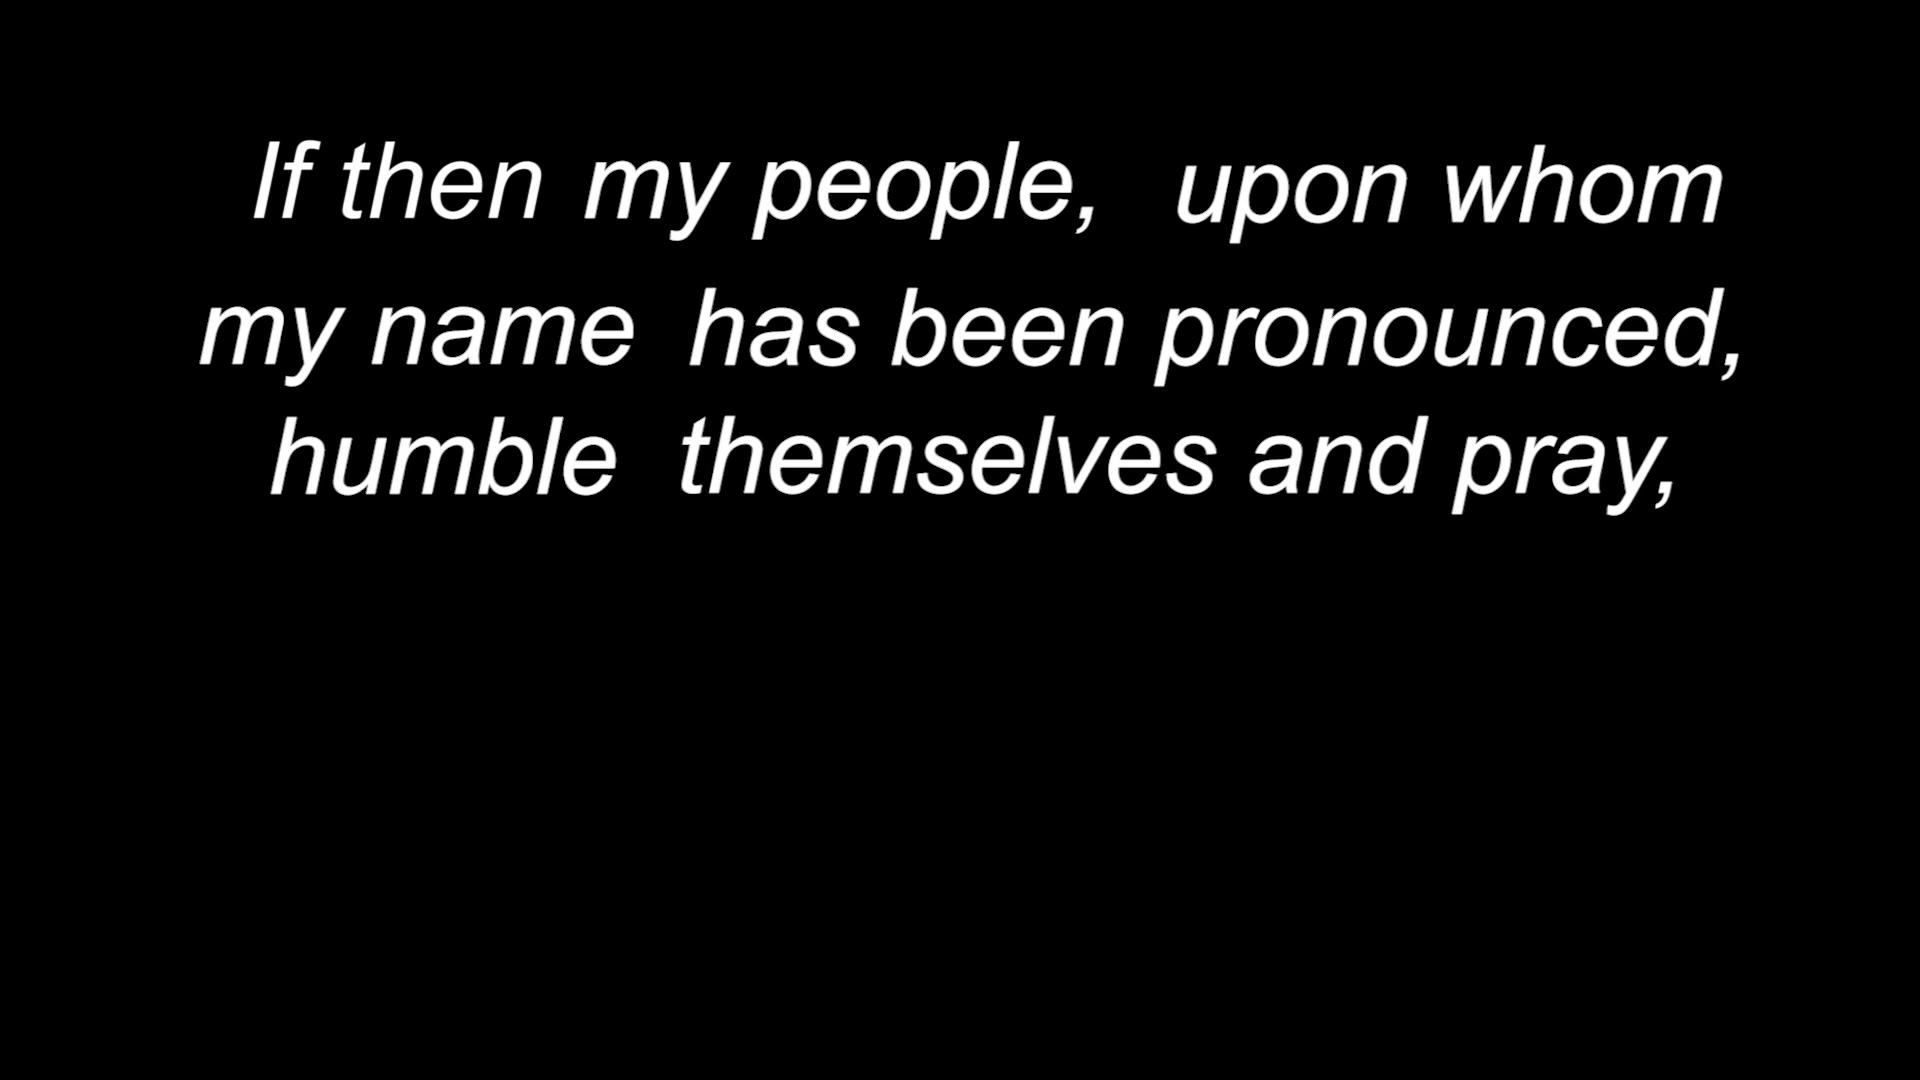 If then my people, upon whom
my name has been pronounced,
humble themselves and pray,